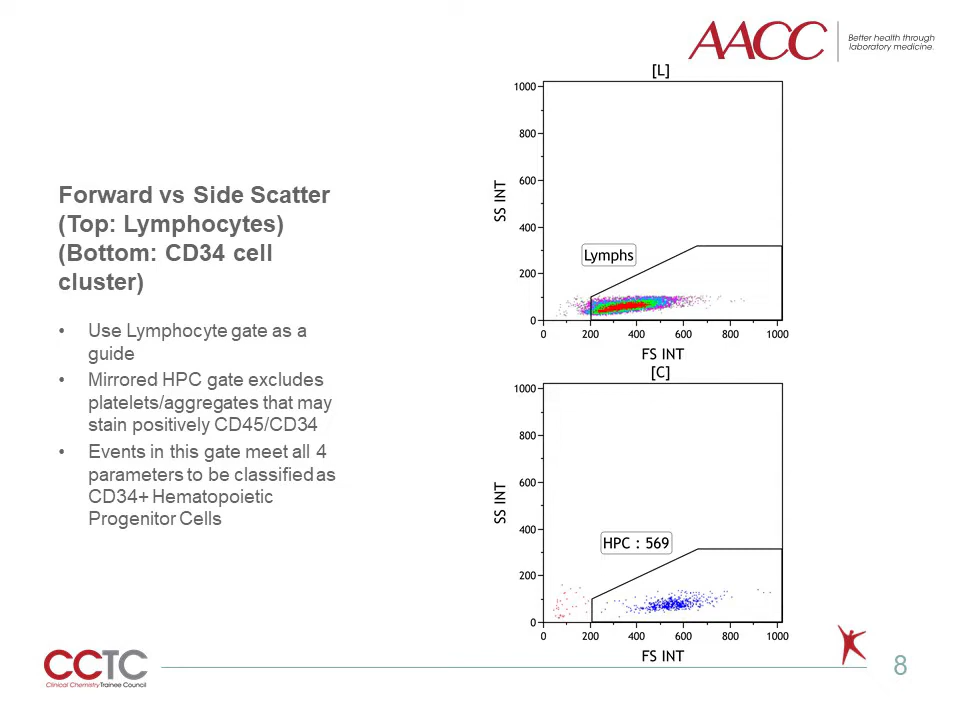 AACC
Better health through
laboratory medicine.
Forward vs Side Scatter
(Top: Lymphocytes)
(Bottom: CD34 cell
cluster)
• Use Lymphocyte gate as a
guide
• Mirrored HPC gate excludes
platelets/aggregates that may
stain positively CD45/CD34
• Events in this gate meet all 4
parameters to be classified as
CD34+ Hematopoietic
Progenitor Cells
[L]
1000
800
600
400
200
0
SS INT
Lymphs
0 200 400 600 800 1000
FS INT
[C]
1000
800
600
400
200
0
SS INT
HPC : 569
0 200 400 600 800 1000
FS INT
CCTC
Clinical Chemistry Trainee Council
8